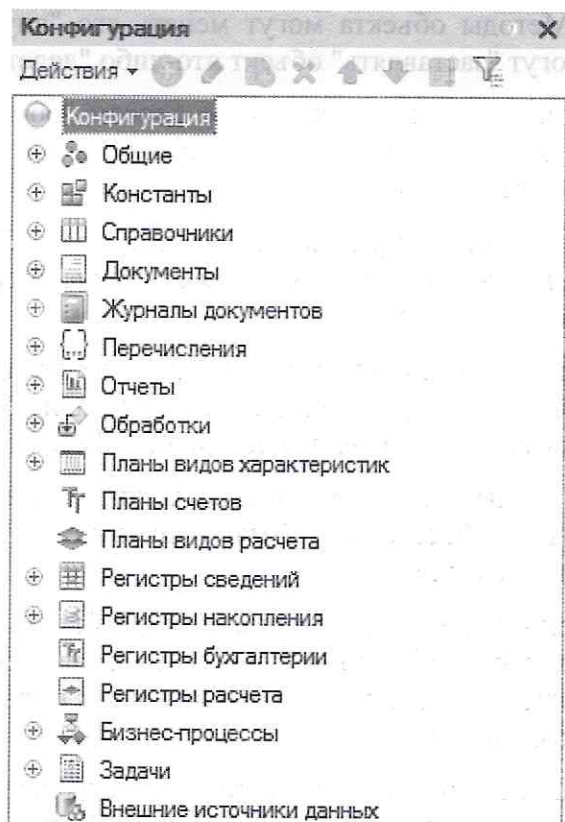 Конфигурация
Действия
Конфигурация
Общие
Константы
Справочники
Документы
Журналы документов
Перечисления
Отчеты
Обработки
Планы видов характеристик
Планы счетов
Планы видов расчета
Регистры сведений
Регистры накопления
Регистры бухгалтерии
Регистры расчета
Бизнес-процессы
Задачи
Внешние источники данных